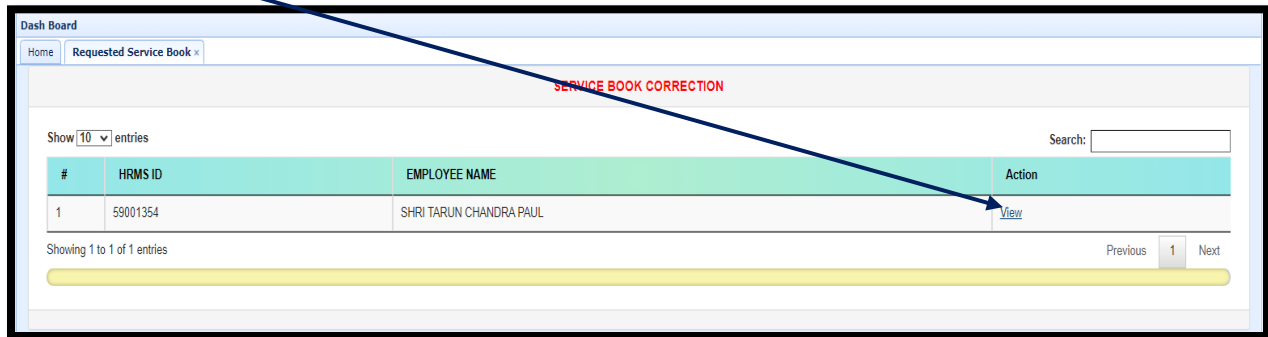 Dash Board
Home Requested Service Book ×
SERVICE BOOK CORRECTION
Show 10 entries Search:
# HRMS ID EMPLOYEE NAME Action
1 59001354 SHRI TARUN CHANDRA PAUL View
Showing 1 to 1 of 1 entries Previous 1 Next